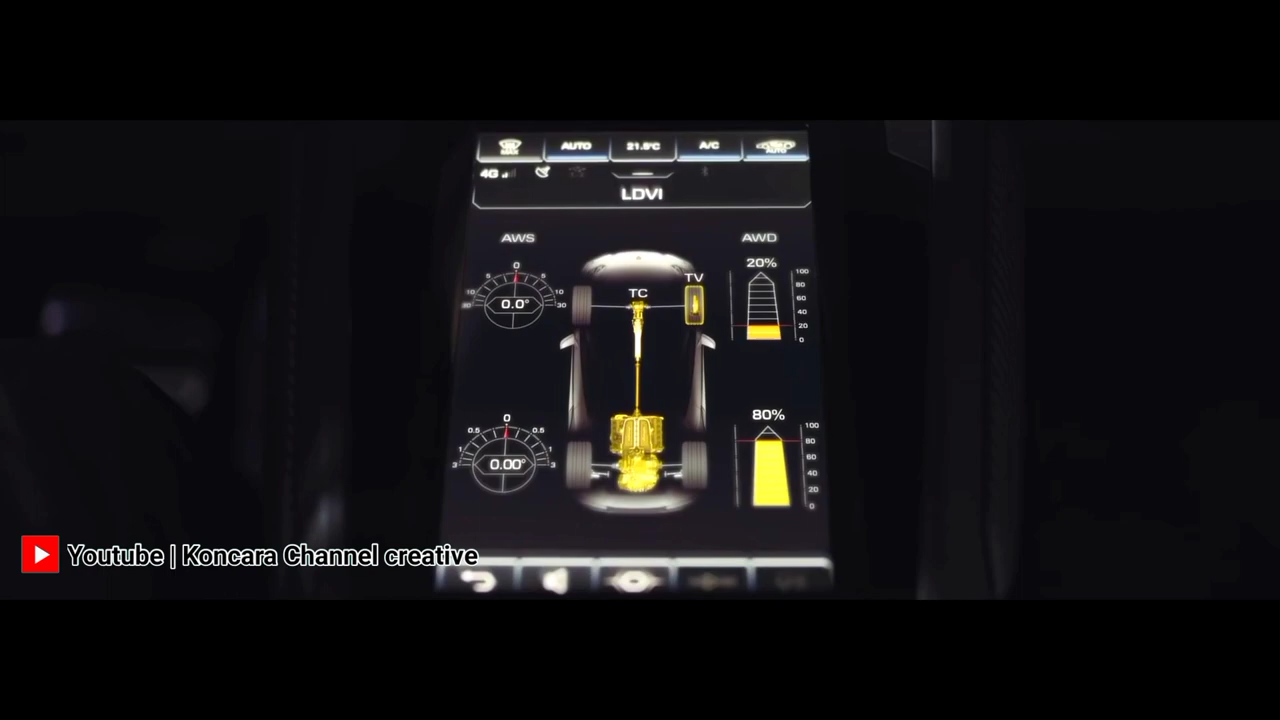 MAX AUTO 21.5°C A/C AUTO
4G
LDVI
AWS AWD
0 20%
5 5 TV 100
10 10 TC 80
30 0.0° 30 60
40
20
0
0 80%
0.5 0.5 100
1 1 80
3 0.00° 3 60
40
20
0
Youtube | Koncara Channel creative